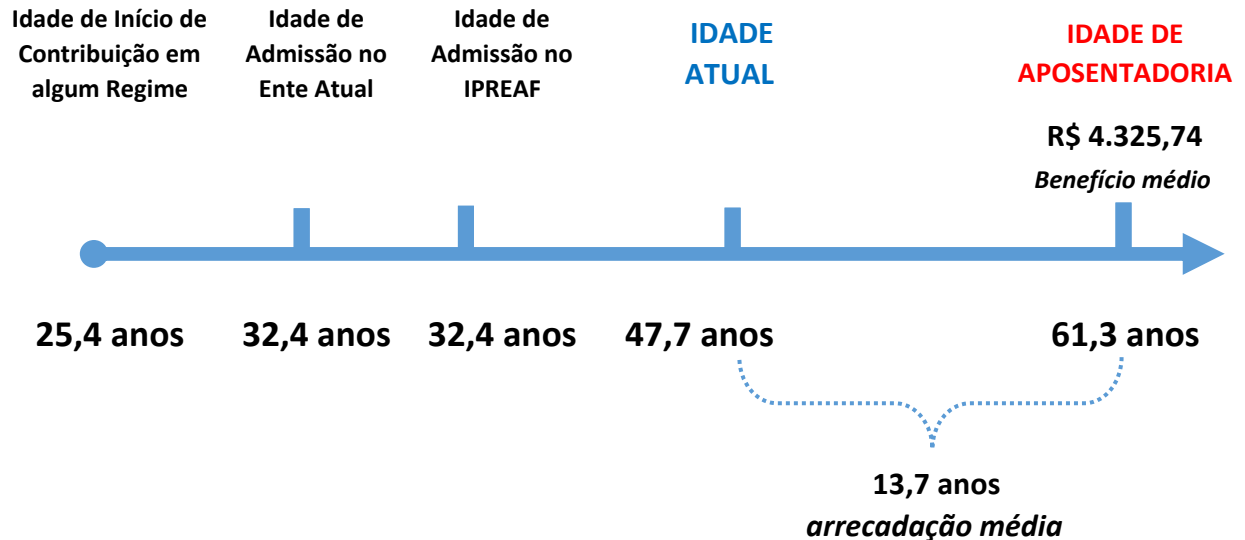 Idade de Início de
Contribuição em
algum Regime
Idade de
Admissão no
Ente Atual
Idade de
Admissão no
IPREAF
IDADE
ATUAL
IDADE DE
APOSENTADORIA
R$ 4.325,74
Benefício médio
25,4 anos
32,4 anos
32,4 anos
47,7 anos
61,3 anos
13,7 anos
arrecadação média